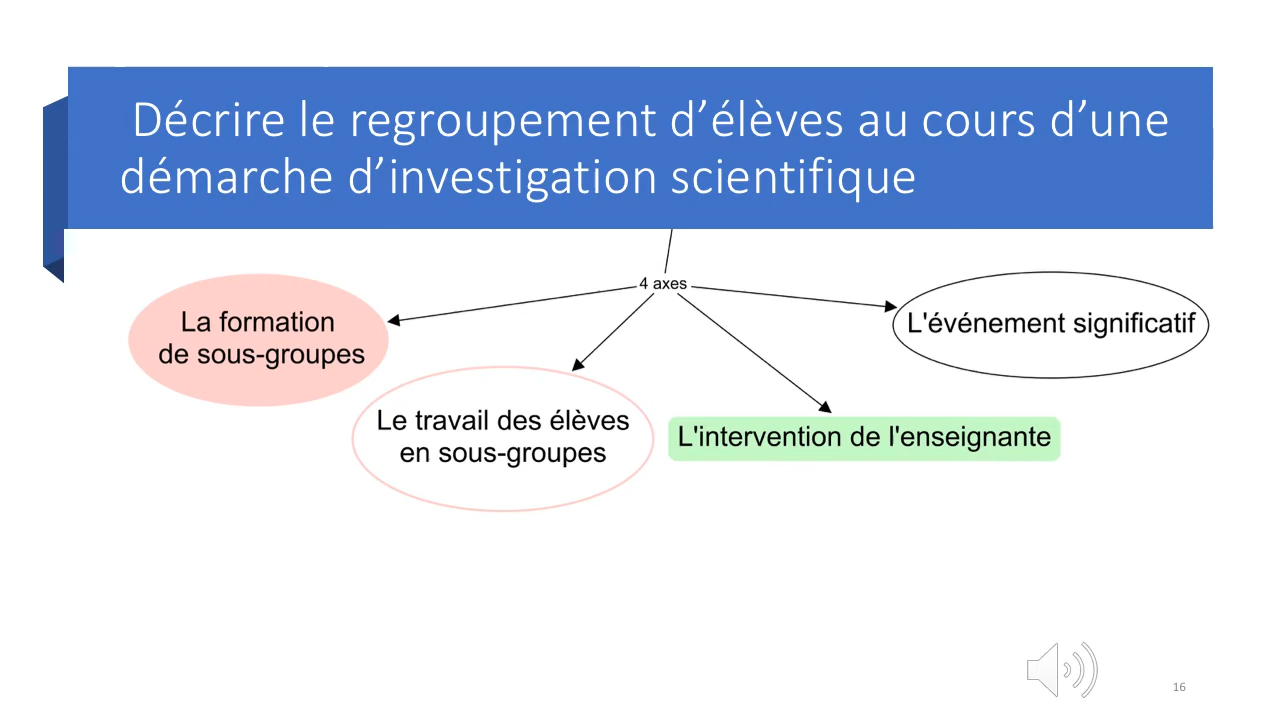 Décrire le regroupement d’élèves au cours d’une
démarche d’investigation scientifique
4 axes
La formation
de sous-groupes
L'événement significatif
Le travail des élèves
en sous-groupes
L'intervention de l'enseignante
16